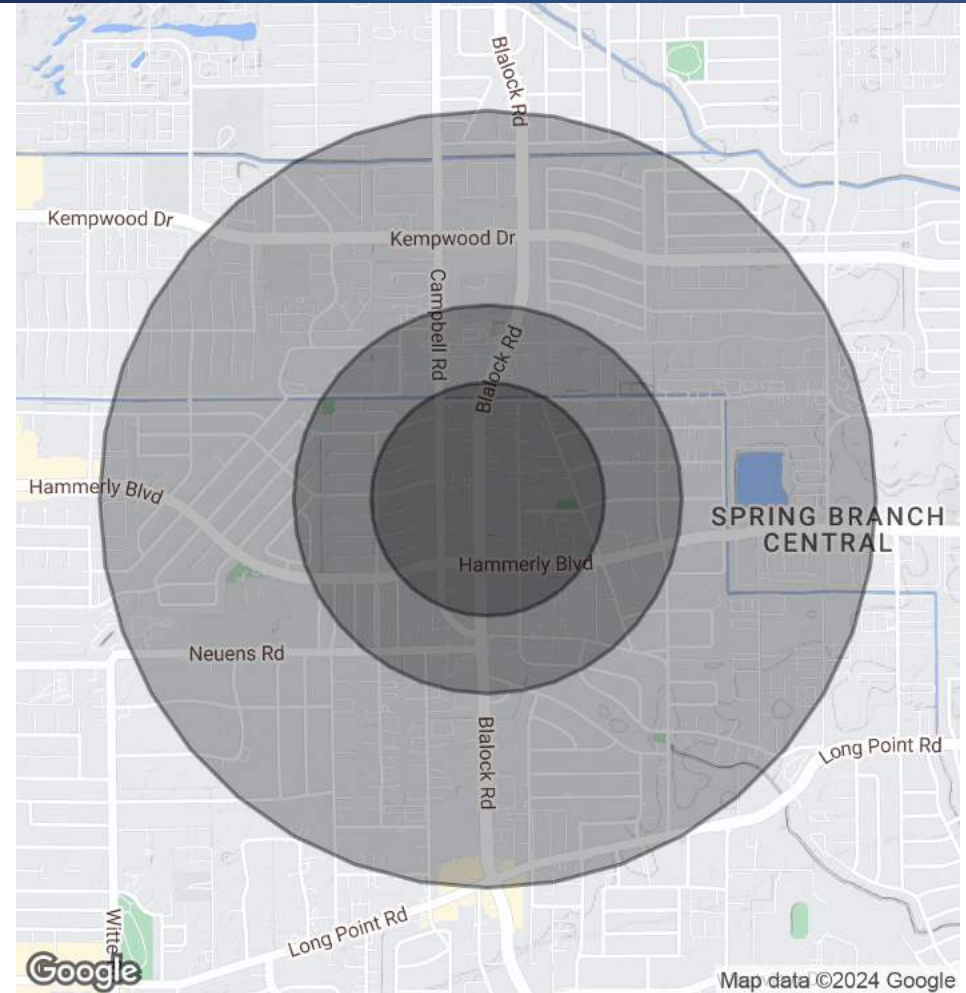 Blalock Rd
Kempwood Dr
Kempwood Dr
Campbell Rd
Blalock Rd
Hammerly Blvd
SPRING BRANCH
CENTRAL
Hammerly Blvd
Neuens Rd
Blalock Rd
Long Point Rd
Long Point Rd
Google
Map data ©2024 Google